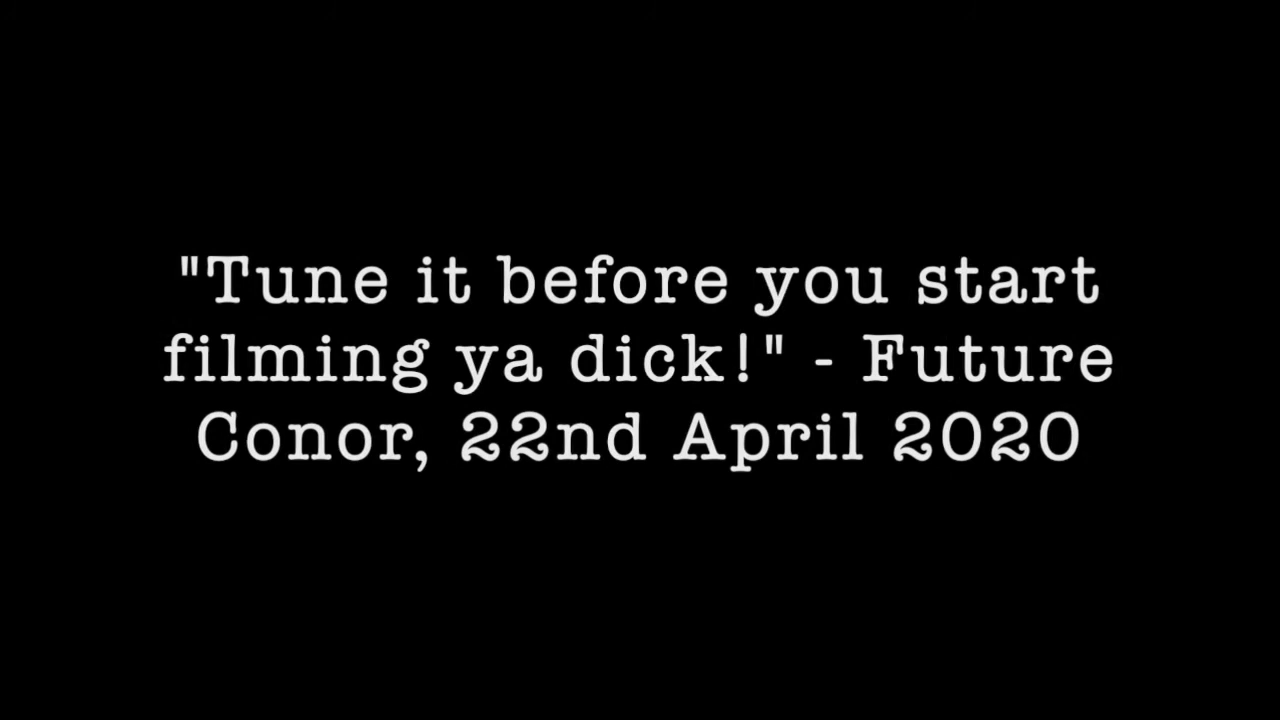 "Tune it before you start
filming ya dick!" - Future
Conor, 22nd April 2020